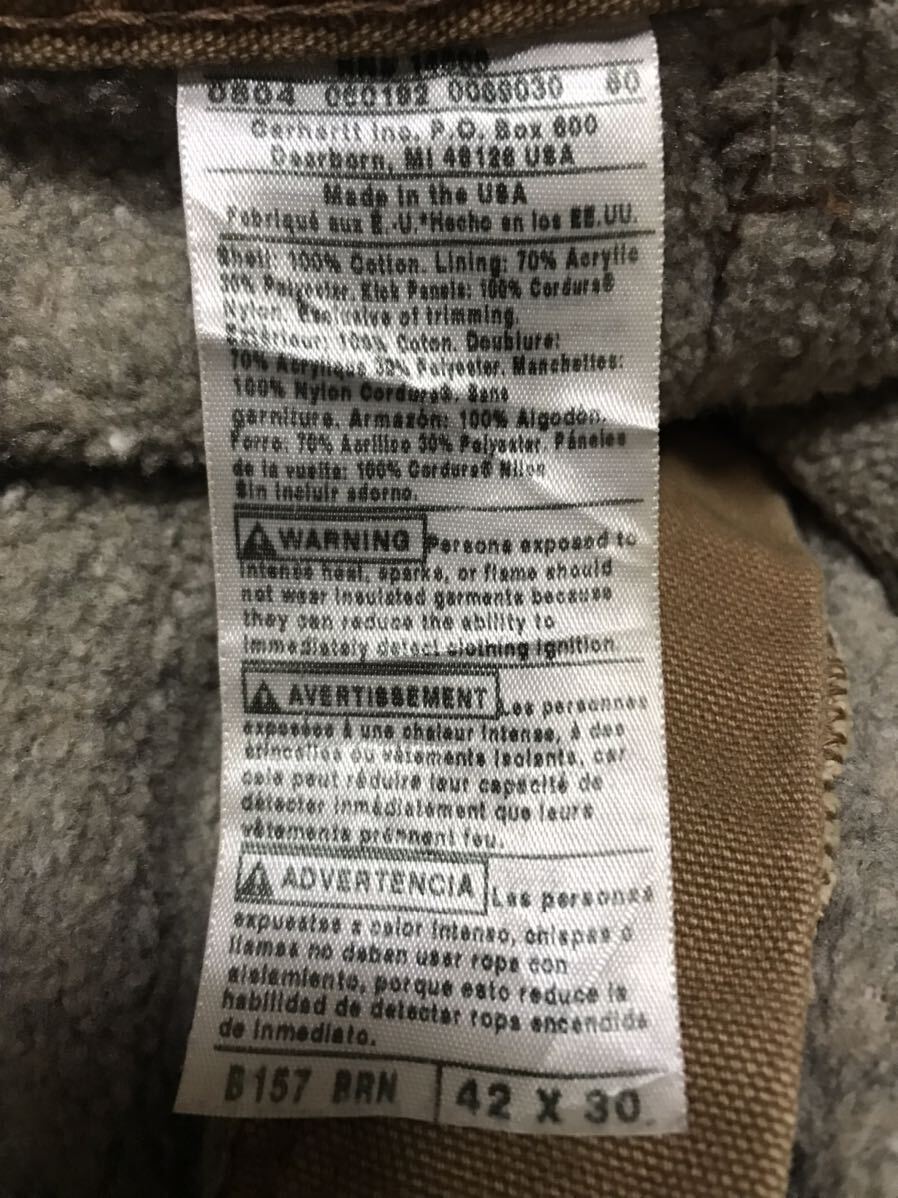 0804 060192 0068030 60
Carhartt Inc. P.O. Box 600
Dearborn, MI 48126 USA
Made in the USA
Fabriqué aux É.-U.*Hecho en los EE.UU.
Shell: 100% Cotton. Lining: 70% Acrylic
30% Polyester. Kick Panels: 100% Cordura®
Nylon. Exclusive of trimming.
Extérieur: 100% Coton. Doublure:
70% Acrylique 30% Polyester. Manchettes:
100% Nylon Cordura®. Sans
garniture. Armazón: 100% Algodón.
Forro: 70% Acrilico 30% Polyester. Páneles
de la vuelta: 100% Cordura® Nilon
Sin incluir adorno.
WARNING Persons exposed to
intense heat, sparks, or flame should
not wear insulated garments because
they can reduce the ability to
immediately detect clothing ignition.
AVERTISSEMENT Les personnes
exposées à une chaleur intense, à des
érincelles ou vêtements isolants, car
cela peut réduire leur capacité de
détecter immédiatement que leurs
vêtements prennent feu.
ADVERTENCIA Las personas
expuestas a calor intenso, chispas o
llamas no deben usar ropa con
aislamiento, porque esto reduce la
habilidad de detectar ropa encendida
de inmediato.
B157 BRN 42 X 30